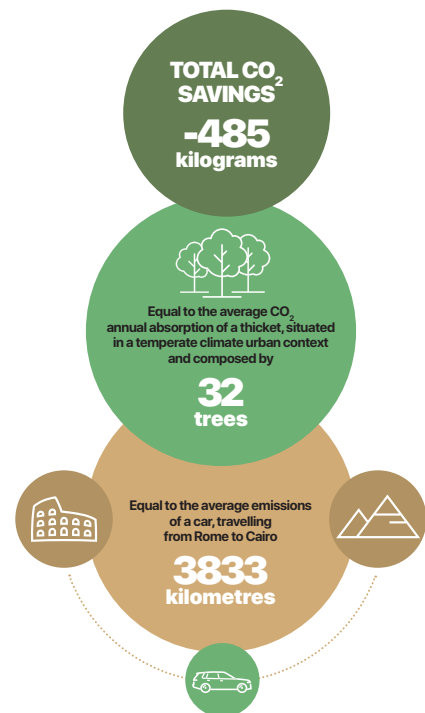 TOTAL CO₂
SAVINGS
-485
kilograms
Equal to the average CO₂
annual absorption of a thicket, situated
in a temperate climate urban context
and composed by
32
trees
Equal to the average emissions
of a car, travelling
from Rome to Cairo
3833
kilometres